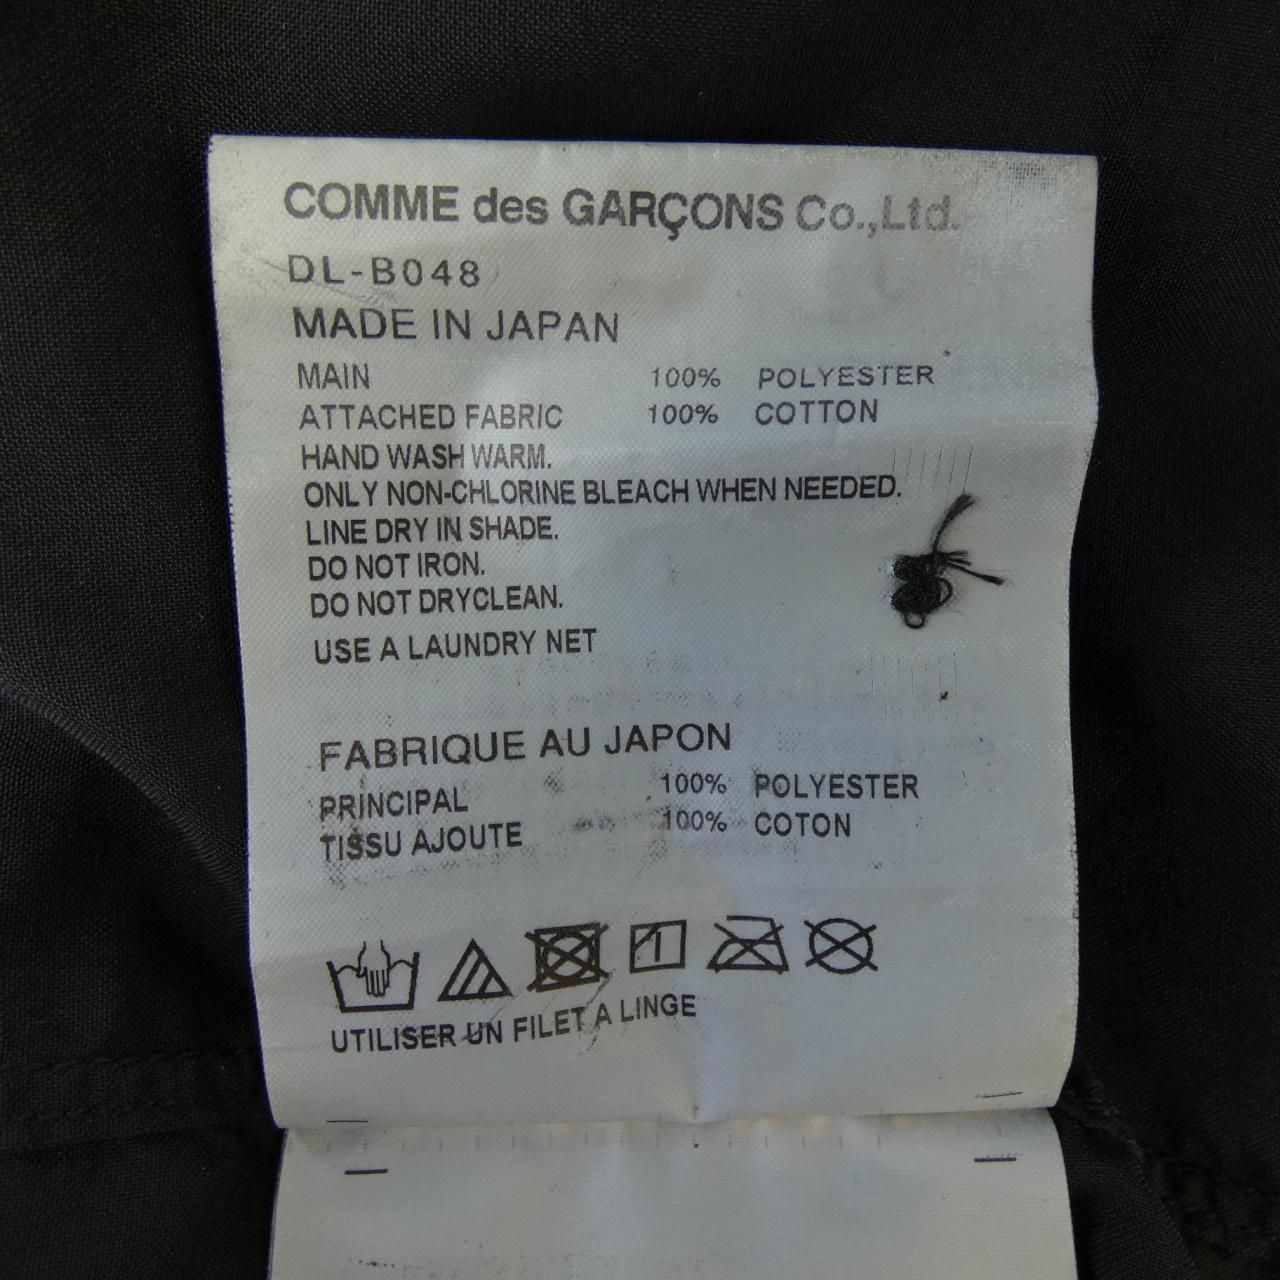 COMME des GARÇONS Co.,Ltd.
DL-B048
MADE IN JAPAN
MAIN 100% POLYESTER
ATTACHED FABRIC 100% COTTON
HAND WASH WARM.
ONLY NON-CHLORINE BLEACH WHEN NEEDED.
LINE DRY IN SHADE.
DO NOT IRON.
DO NOT DRYCLEAN.
USE A LAUNDRY NET
FABRIQUE AU JAPON
PRINCIPAL 100% POLYESTER
TISSU AJOUTE 100% COTON
UTILISER UN FILET A LINGE